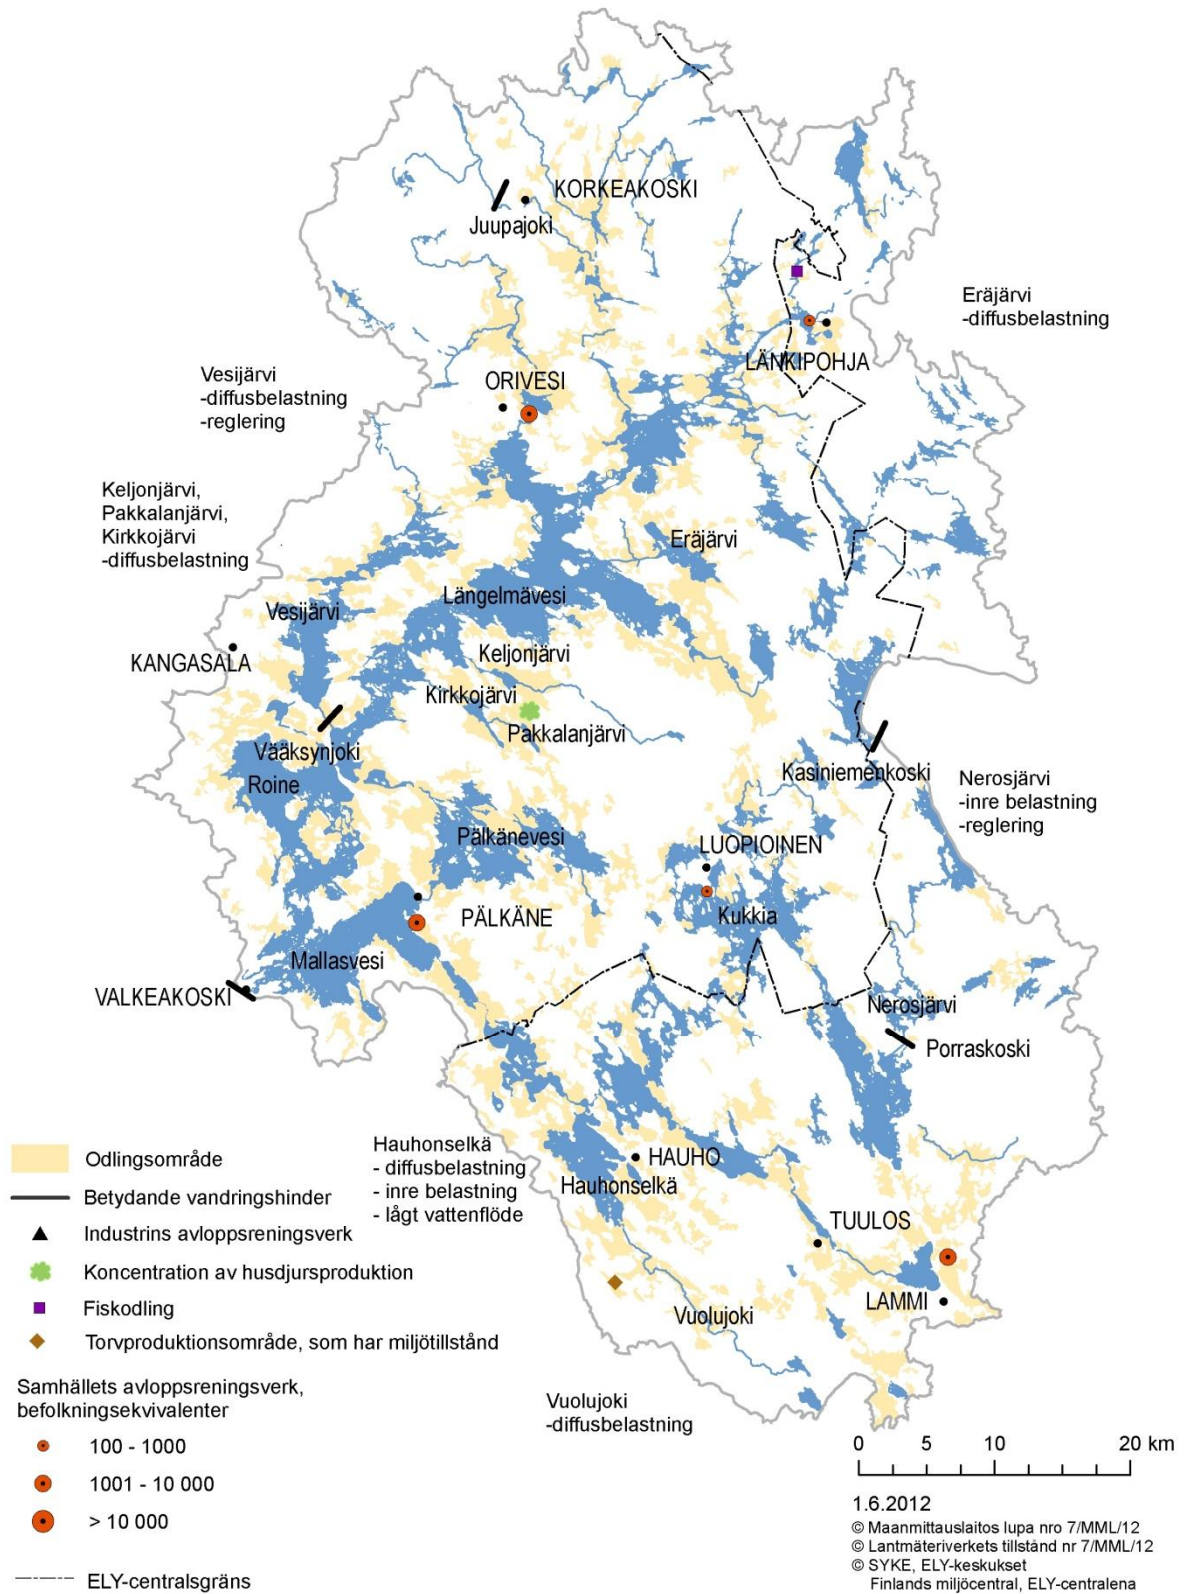 KORKEAKOSKI
Juupajoki
Eräjärvi
-diffusbelastning
LÄNKIPOHJA
Vesijärvi
-diffusbelastning
-reglering
ORIVESI
Keljonjärvi,
Pakkalanjärvi,
Kirkkojärvi
-diffusbelastning
Eräjärvi
Längelmävesi
Vesijärvi
KANGASALA
Keljonjärvi
Kirkkojärvi
Pakkalanjärvi
Vääksynjoki
Roine
Kasiniemenkoski
Nerosjärvi
-inre belastning
-reglering
Pälkänevesi
LUOPIOINEN
PÄLKÄNE
Kukkia
Mallasvesi
VALKEAKOSKI
Nerosjärvi
Porraskoski
Hauhonselkä
- diffusbelastning
- inre belastning
- lågt vattenflöde
HAUHO
Hauhonselkä
TUULOS
LAMMI
Vuolujoki
Vuolujoki
-diffusbelastning
Odlingsområde
Betydande vandringshinder
Industrins avloppsreningsverk
Koncentration av husdjursproduktion
Fiskodling
Torvproduktionsområde, som har miljötillstånd
Samhällets avloppsreningsverk,
befolkningsekvivalenter
100 - 1000
1001 - 10 000
> 10 000
ELY-centralsgräns
0 5 10 20 km
1.6.2012
© Maanmittauslaitos lupa nro 7/MML/12
© Lantmäteriverkets tillstånd nr 7/MML/12
© SYKE, ELY-keskukset
Finlands miljöcentral, ELY-centralena